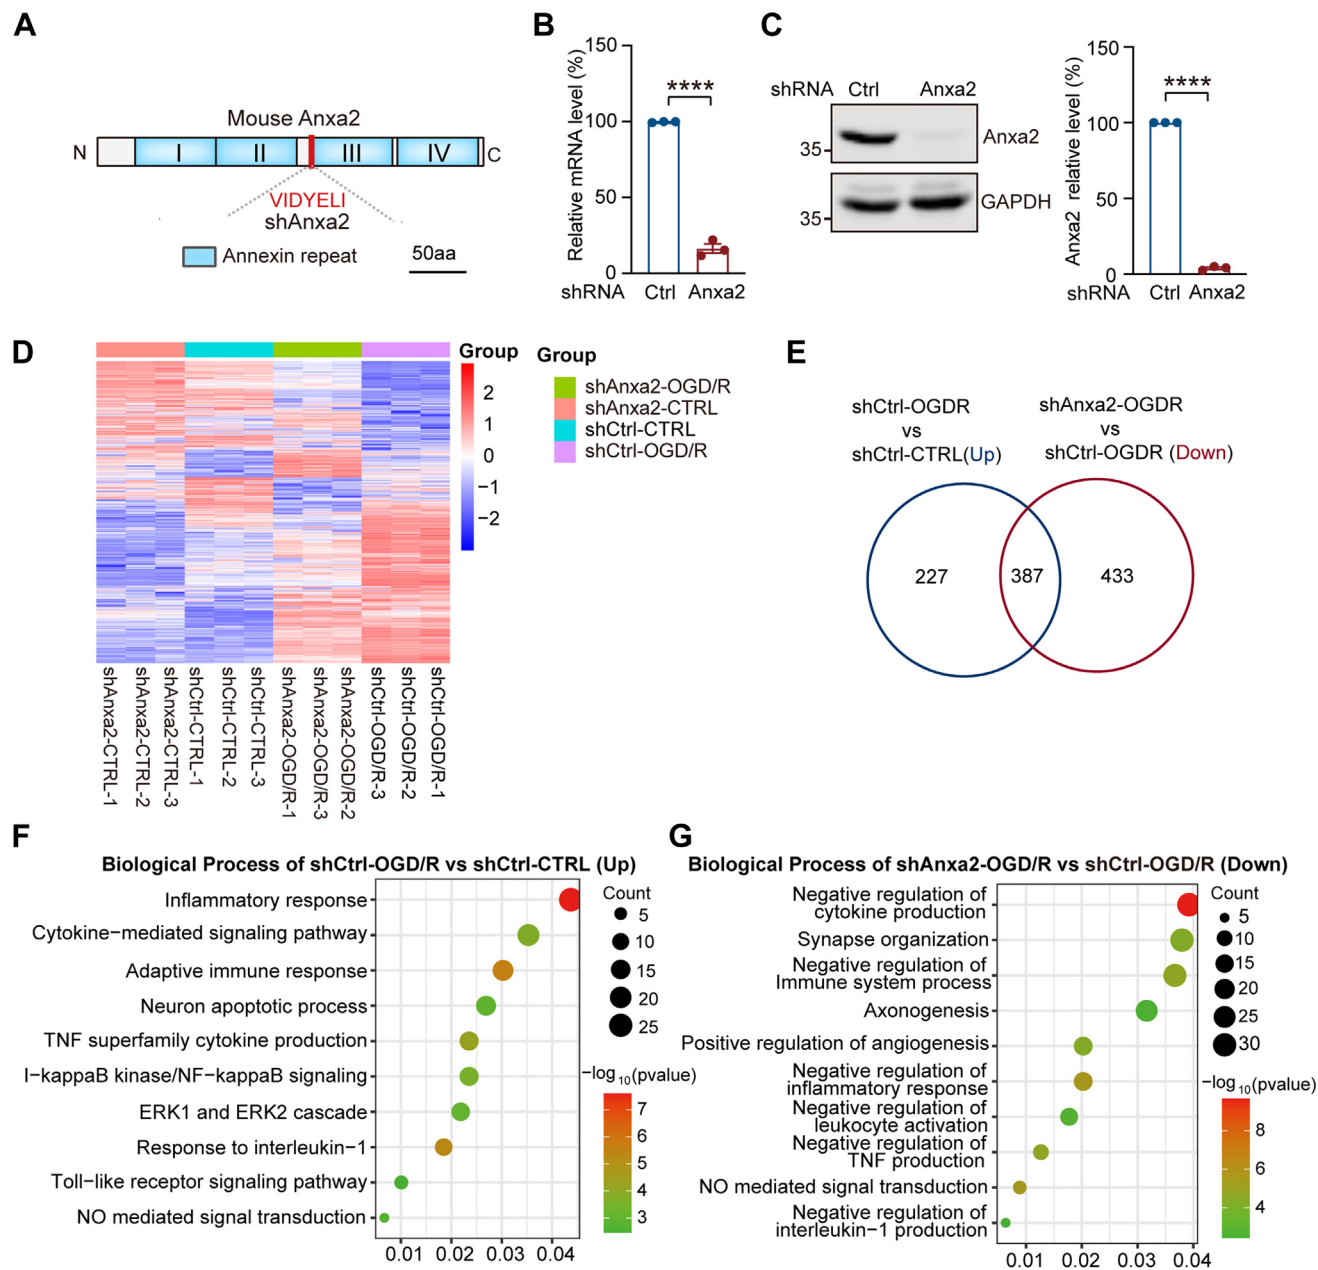 A
Mouse Anxa2
N
I
II
III
IV
C
VIDYELI
shAnxa2
Annexin repeat
50aa
B
Relative mRNA level (%)
150
100
50
0
****
shRNA
Ctrl
Anxa2
C
shRNA
Ctrl
Anxa2
35
Anxa2
35
GAPDH
Anxa2 relative level (%)
150
100
50
0
****
shRNA
Ctrl
Anxa2
D
Group
2
1
0
−1
−2
Group
shAnxa2-OGD/R
shAnxa2-CTRL
shCtrl-CTRL
shCtrl-OGD/R
shAnxa2-CTRL-1
shAnxa2-CTRL-2
shAnxa2-CTRL-3
shCtrl-CTRL-1
shCtrl-CTRL-2
shCtrl-CTRL-3
shAnxa2-OGD/R-1
shAnxa2-OGD/R-3
shAnxa2-OGD/R-2
shCtrl-OGD/R-3
shCtrl-OGD/R-2
shCtrl-OGD/R-1
E
shCtrl-OGDR
vs
shCtrl-CTRL(Up)
shAnxa2-OGDR
vs
shCtrl-OGDR (Down)
227
387
433
F
Biological Process of shCtrl-OGD/R vs shCtrl-CTRL (Up)
Inflammatory response
Cytokine−mediated signaling pathway
Adaptive immune response
Neuron apoptotic process
TNF superfamily cytokine production
I−kappaB kinase/NF−kappaB signaling
ERK1 and ERK2 cascade
Response to interleukin−1
Toll−like receptor signaling pathway
NO mediated signal transduction
0.01
0.02
0.03
0.04
Count
5
10
15
20
25
−log10(pvalue)
7
6
5
4
3
G
Biological Process of shAnxa2-OGD/R vs shCtrl-OGD/R (Down)
Negative regulation of
cytokine production
Synapse organization
Negative regulation of
Immune system process
Axonogenesis
Positive regulation of angiogenesis
Negative regulation of
inflammatory response
Negative regulation of
leukocyte activation
Negative regulation of
TNF production
NO mediated signal transduction
Negative regulation of
interleukin−1 production
0.01
0.02
0.03
0.04
Count
5
10
15
20
25
30
−log10(pvalue)
8
6
4